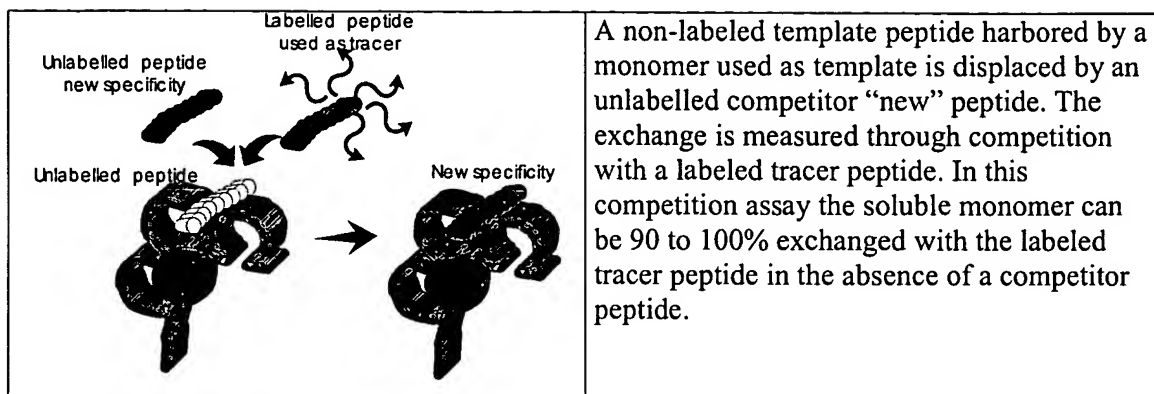 Labelled peptide
used as tracer
Unlabelled peptide
new specificity
Unlabelled peptide
New specificity
A non-labeled template peptide harbored by a
monomer used as template is displaced by an
unlabelled competitor “new” peptide. The
exchange is measured through competition
with a labeled tracer peptide. In this
competition assay the soluble monomer can
be 90 to 100% exchanged with the labeled
tracer peptide in the absence of a competitor
peptide.